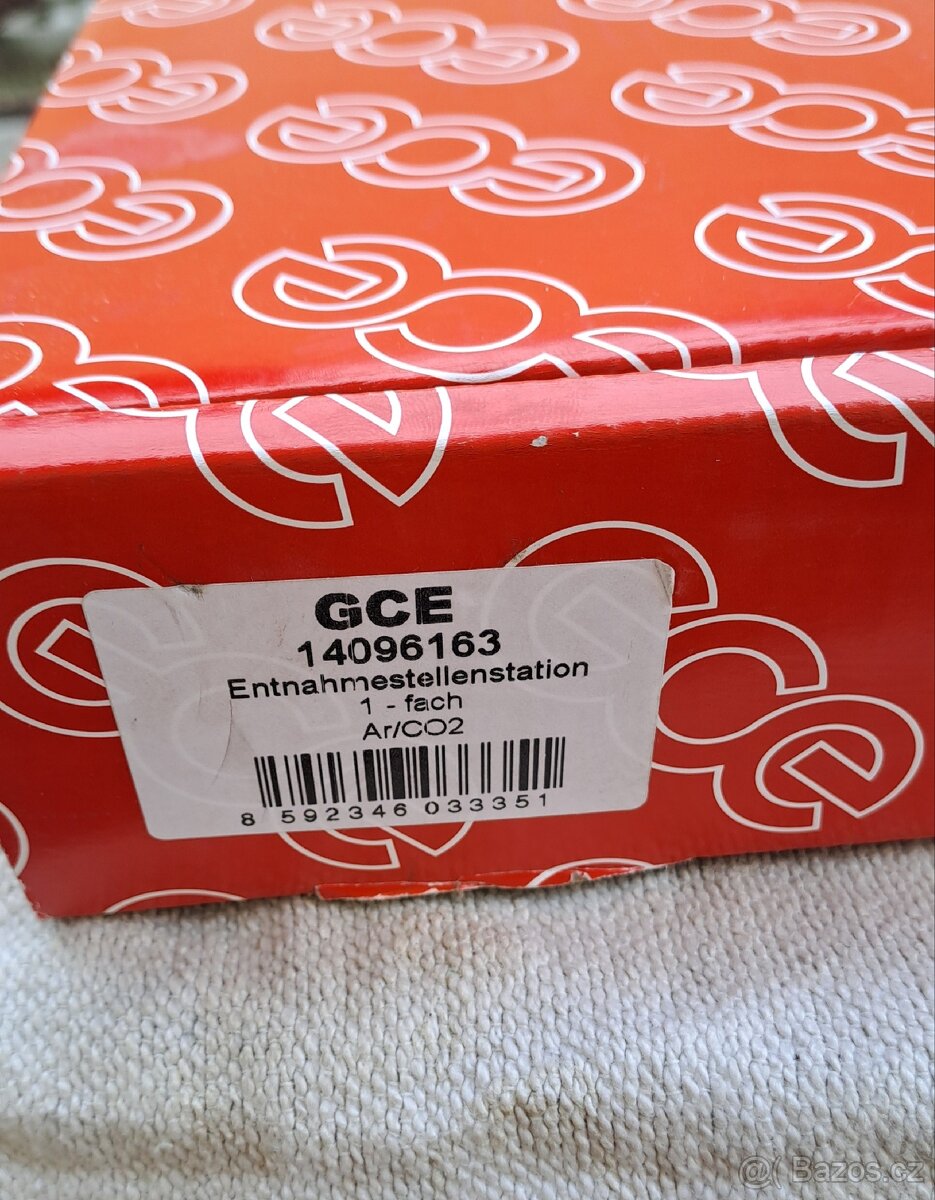 GCE
14096163
Entnahmestellenstation
1 - fach
Ar/CO2
8 592346 033351
@( Bazos.cz